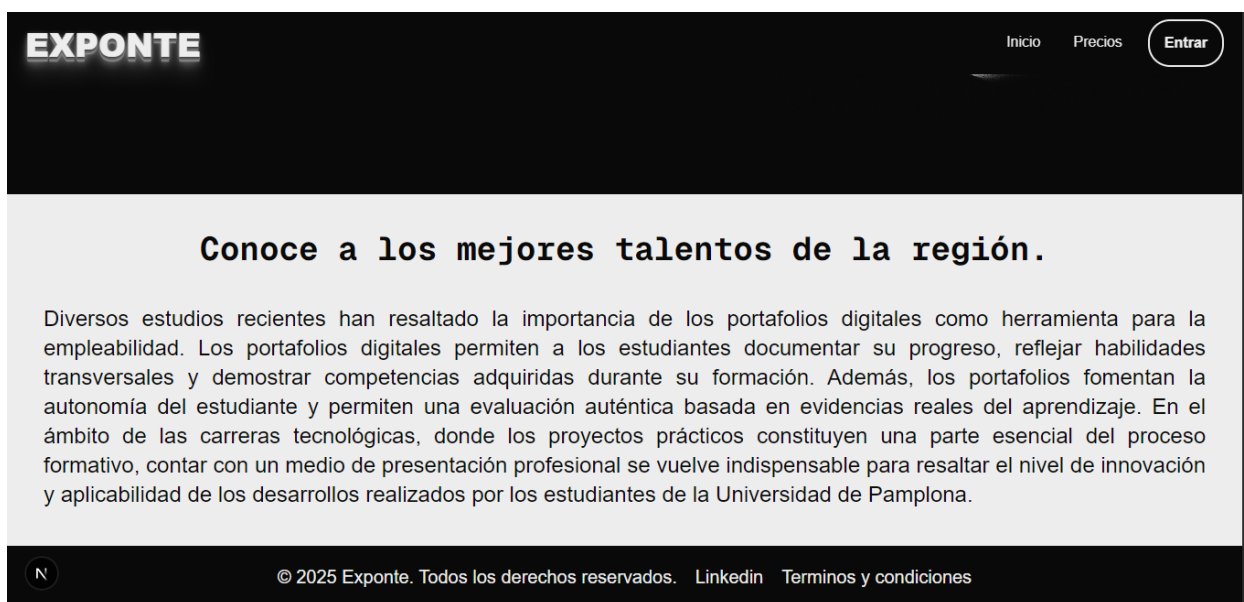 EXPONTE
Inicio Precios Entrar
Conoce a los mejores talentos de la región.
Diversos estudios recientes han resaltado la importancia de los portafolios digitales como herramienta para la
empleabilidad. Los portafolios digitales permiten a los estudiantes documentar su progreso, reflejar habilidades
transversales y demostrar competencias adquiridas durante su formación. Además, los portafolios fomentan la
autonomía del estudiante y permiten una evaluación auténtica basada en evidencias reales del aprendizaje. En el
ámbito de las carreras tecnológicas, donde los proyectos prácticos constituyen una parte esencial del proceso
formativo, contar con un medio de presentación profesional se vuelve indispensable para resaltar el nivel de innovación
y aplicabilidad de los desarrollos realizados por los estudiantes de la Universidad de Pamplona.
N
© 2025 Exponte. Todos los derechos reservados. Linkedin Terminos y condiciones